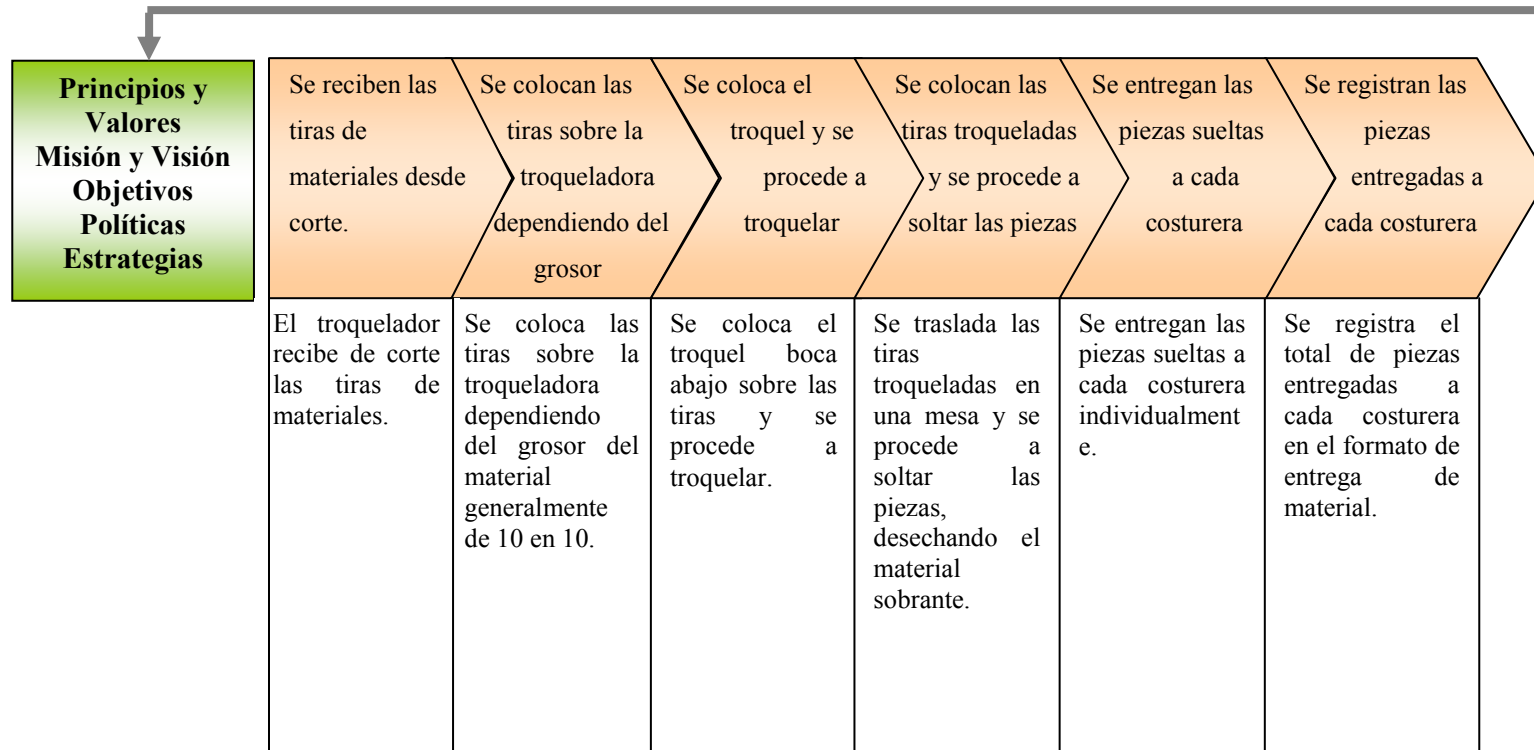 Principios y
Valores
Misión y Visión
Objetivos
Políticas
Estrategias
Se reciben las
tiras de
materiales desde
corte.
Se colocan las
tiras sobre la
troqueladora
dependiendo del
grosor
Se coloca el
troquel y se
procede a
troquelar
Se colocan las
tiras troqueladas
y se procede a
soltar las piezas
Se entregan las
piezas sueltas
a cada
costurera
Se registran las
piezas
entregadas a
cada costurera
El troquelador
recibe de corte
las tiras de
materiales.
Se coloca las
tiras sobre la
troqueladora
dependiendo
del grosor del
material
generalmente
de 10 en 10.
Se coloca el
troquel boca
abajo sobre las
tiras y se
procede a
troquelar.
Se traslada las
tiras
troqueladas en
una mesa y se
procede a
soltar las
piezas,
desechando el
material
sobrante.
Se entregan las
piezas sueltas a
cada costurera
individualment
e.
Se registra el
total de piezas
entregadas a
cada costurera
en el formato de
entrega de
material.